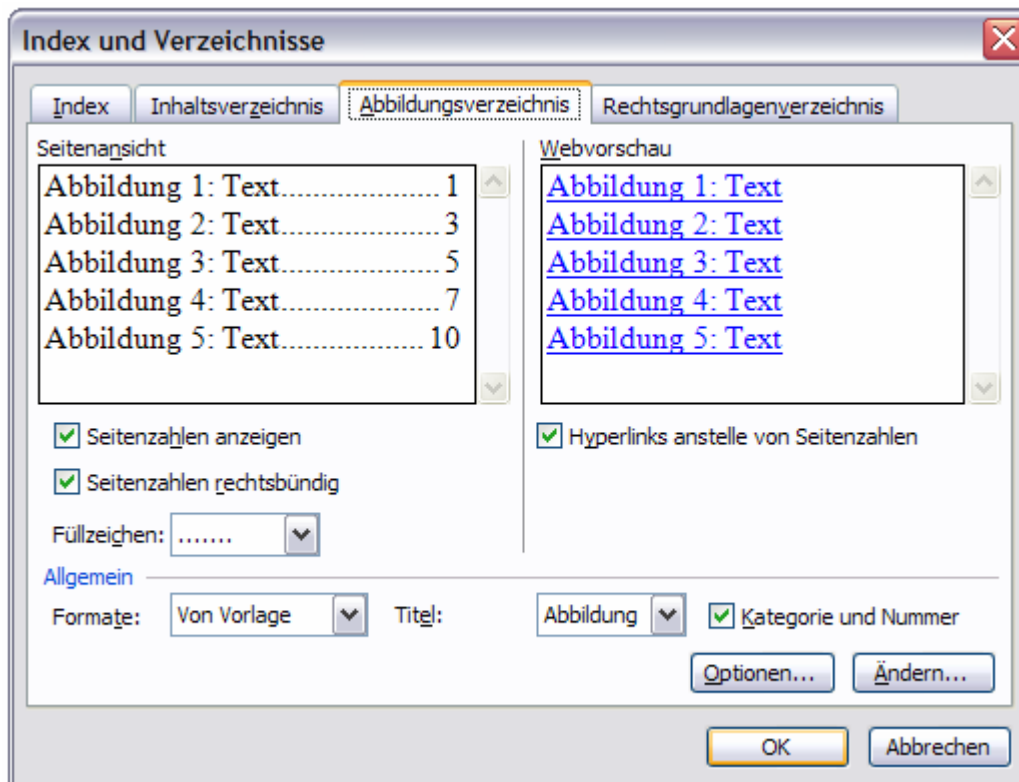 Index und Verzeichnisse
Index Inhaltsverzeichnis Abbildungsverzeichnis Rechtsgrundlagenverzeichnis
Seitenansicht
Abbildung 1: Text...................... 1
Abbildung 2: Text...................... 3
Abbildung 3: Text...................... 5
Abbildung 4: Text...................... 7
Abbildung 5: Text.................... 10
Webvorschau
Abbildung 1: Text
Abbildung 2: Text
Abbildung 3: Text
Abbildung 4: Text
Abbildung 5: Text
Seitenzahlen anzeigen
Seitenzahlen rechtsbündig
Füllzeichen: .......
Hyperlinks anstelle von Seitenzahlen
Allgemein
Formate: Von Vorlage Titel: Abbildung Kategorie und Nummer
Optionen... Ändern...
OK Abbrechen